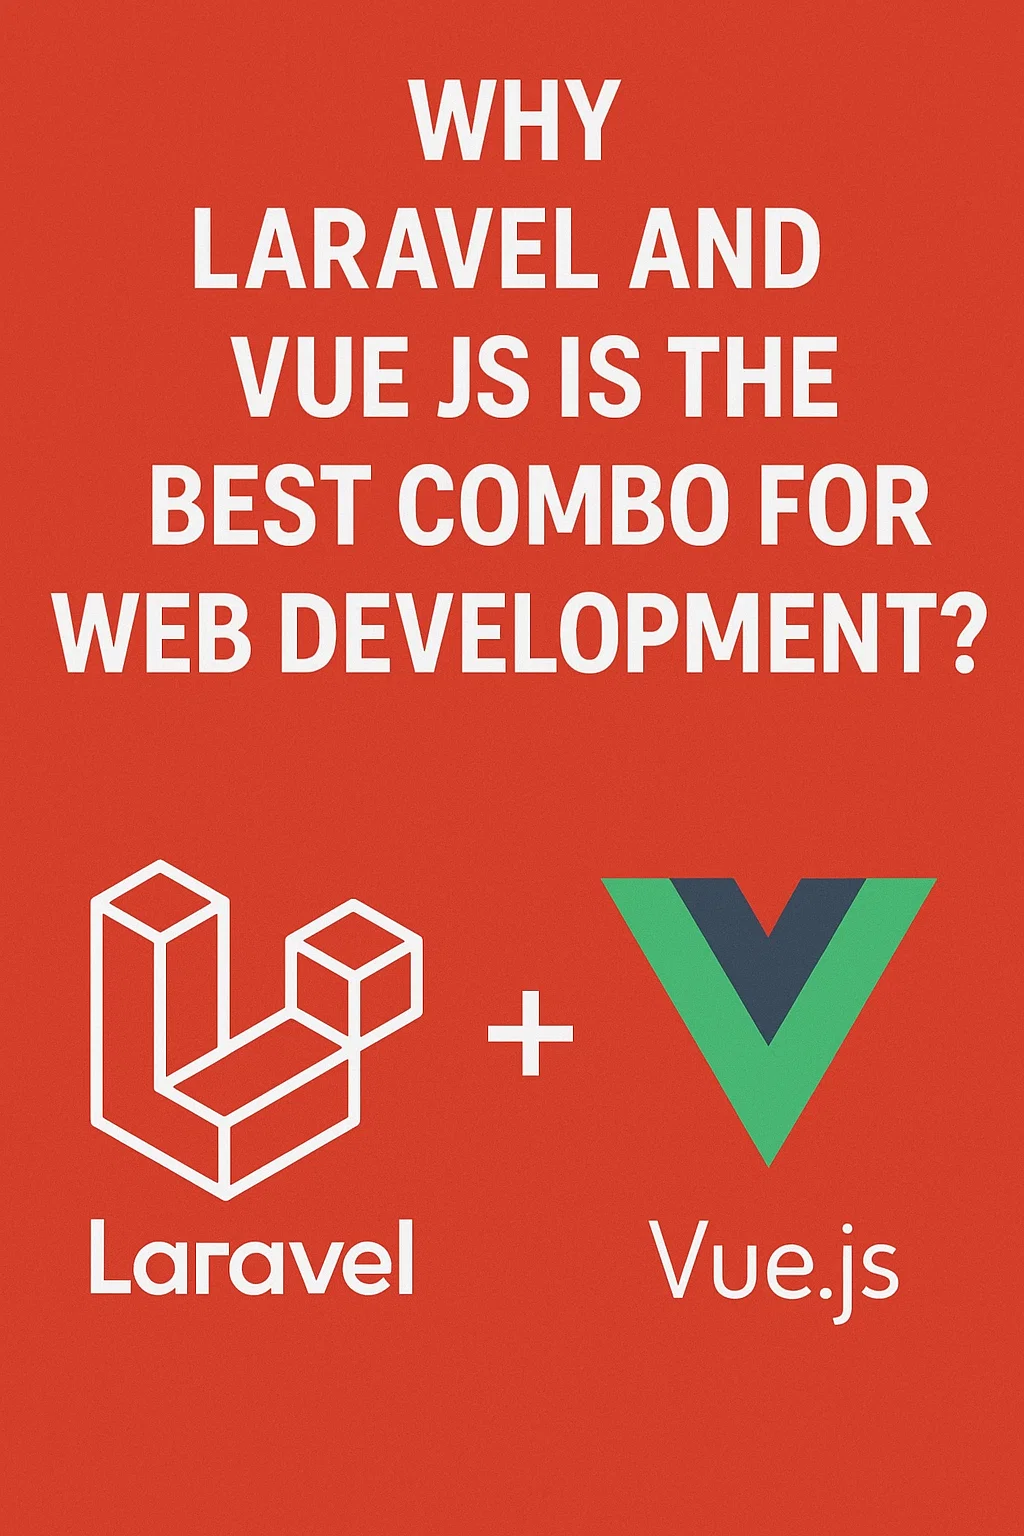 WHY
LARAVEL AND
VUE JS IS THE
BEST COMBO FOR
WEB DEVELOPMENT?
+
Laravel
Vue.js